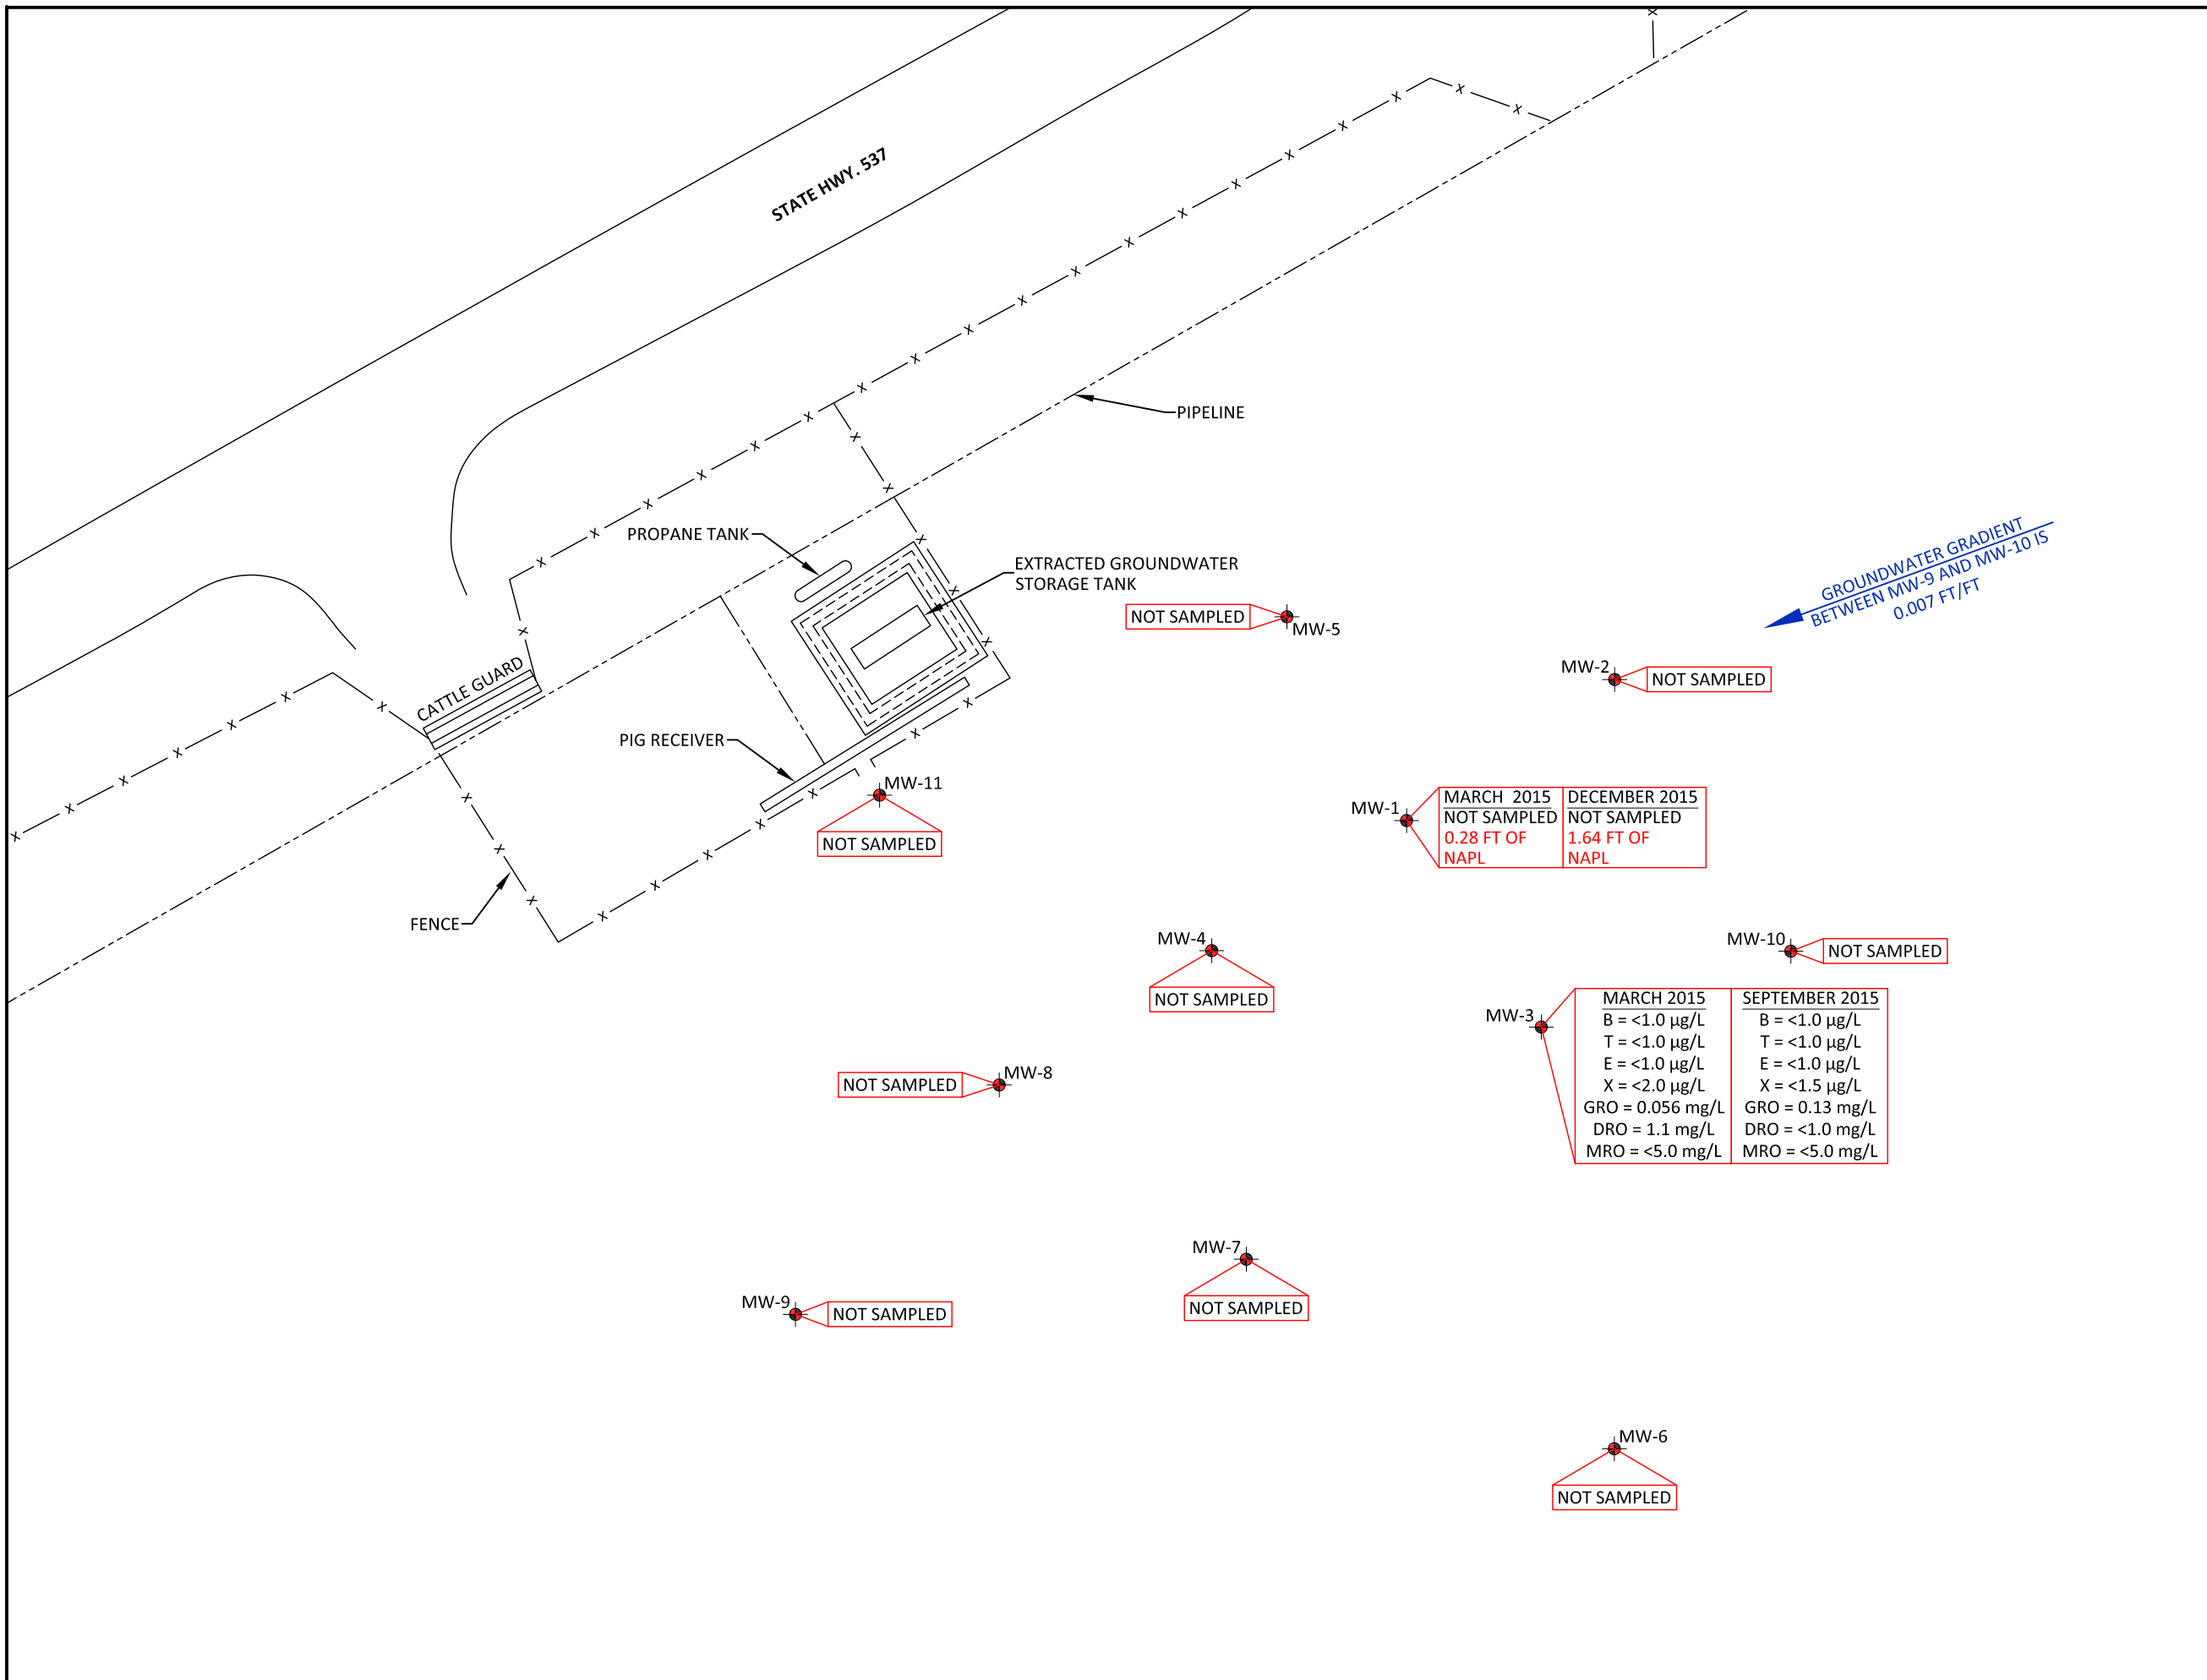 STATE HWY. 537
PIPELINE
PROPANE TANK
EXTRACTED GROUNDWATER
STORAGE TANK
GROUNDWATER GRADIENT
BETWEEN MW-9 AND MW-10 IS
0.007 FT/FT
NOT SAMPLED
MW-5
MW-2
NOT SAMPLED
CATTLE GUARD
PIG RECEIVER
MW-11
NOT SAMPLED
MW-1
MARCH 2015
NOT SAMPLED
0.28 FT OF
NAPL
DECEMBER 2015
NOT SAMPLED
1.64 FT OF
NAPL
FENCE
MW-4
NOT SAMPLED
MW-10
NOT SAMPLED
MW-3
MARCH 2015
B = <1.0 µg/L
T = <1.0 µg/L
E = <1.0 µg/L
X = <2.0 µg/L
GRO = 0.056 mg/L
DRO = 1.1 mg/L
MRO = <5.0 mg/L
SEPTEMBER 2015
B = <1.0 µg/L
T = <1.0 µg/L
E = <1.0 µg/L
X = <1.5 µg/L
GRO = 0.13 mg/L
DRO = <1.0 mg/L
MRO = <5.0 mg/L
NOT SAMPLED
MW-8
MW-7
NOT SAMPLED
MW-9
NOT SAMPLED
MW-6
NOT SAMPLED